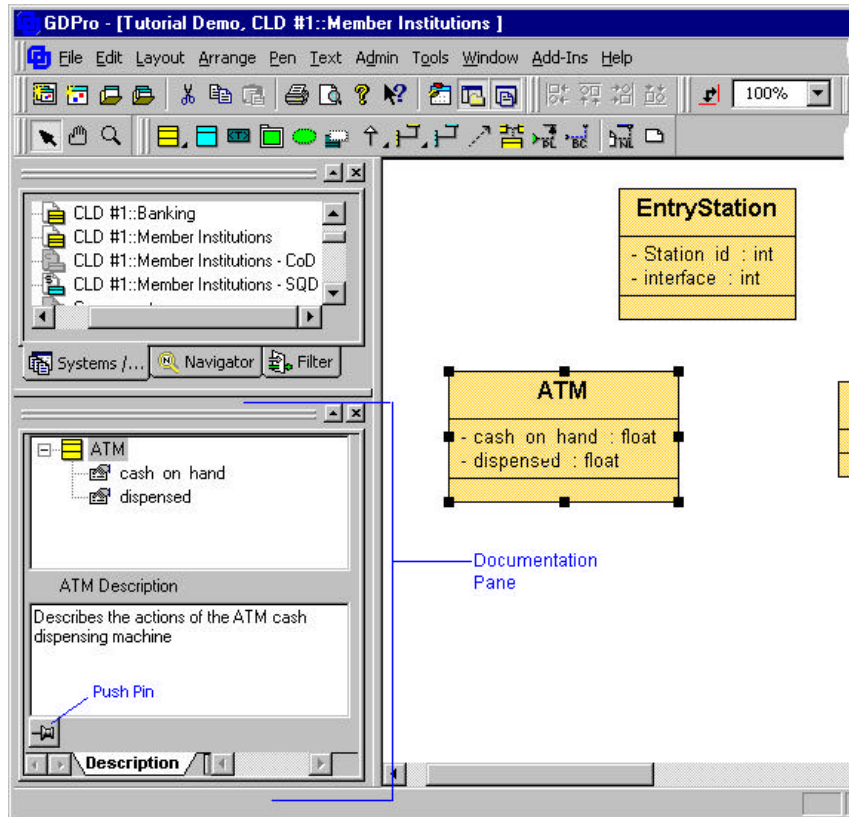 GDPro - [Tutorial Demo, CLD #1::Member Institutions ]
File Edit Layout Arrange Pen Text Admin Tools Window Add-Ins Help
100%
CLD #1::Banking
CLD #1::Member Institutions
CLD #1::Member Institutions - CoD
CLD #1::Member Institutions - SQD
Systems /... Navigator Filter
EntryStation
- Station id : int
- interface : int
ATM
- cash on hand : float
- dispensed : float
ATM
cash on hand
dispensed
Documentation
Pane
ATM Description
Describes the actions of the ATM cash
dispensing machine
Push Pin
Description